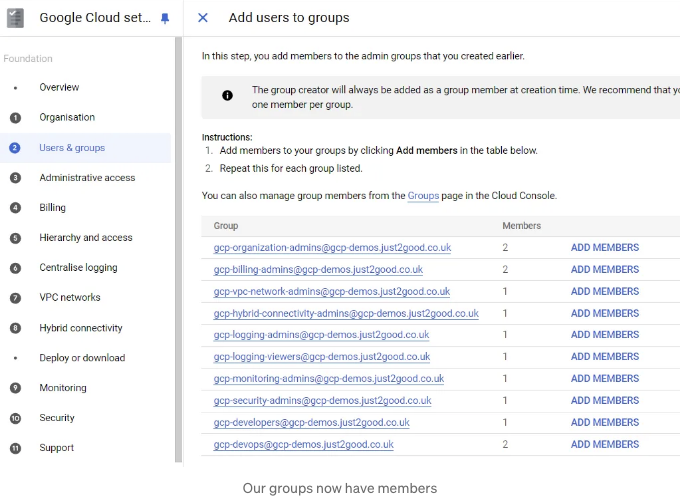 Google Cloud set...
Add users to groups
Foundation
Overview
1 Organisation
2 Users & groups
3 Administrative access
4 Billing
5 Hierarchy and access
6 Centralise logging
7 VPC networks
8 Hybrid connectivity
Deploy or download
9 Monitoring
10 Security
11 Support
In this step, you add members to the admin groups that you created earlier.
The group creator will always be added as a group member at creation time. We recommend that yo
one member per group.
Instructions:
1. Add members to your groups by clicking Add members in the table below.
2. Repeat this for each group listed.
You can also manage group members from the Groups page in the Cloud Console.
Group Members
gcp-organization-admins@gcp-demos.just2good.co.uk 2 ADD MEMBERS
gcp-billing-admins@gcp-demos.just2good.co.uk 2 ADD MEMBERS
gcp-vpc-network-admins@gcp-demos.just2good.co.uk 1 ADD MEMBERS
gcp-hybrid-connectivity-admins@gcp-demos.just2good.co.uk 1 ADD MEMBERS
gcp-logging-admins@gcp-demos.just2good.co.uk 1 ADD MEMBERS
gcp-logging-viewers@gcp-demos.just2good.co.uk 1 ADD MEMBERS
gcp-monitoring-admins@gcp-demos.just2good.co.uk 1 ADD MEMBERS
gcp-security-admins@gcp-demos.just2good.co.uk 1 ADD MEMBERS
gcp-developers@gcp-demos.just2good.co.uk 1 ADD MEMBERS
gcp-devops@gcp-demos.just2good.co.uk 2 ADD MEMBERS
Our groups now have members